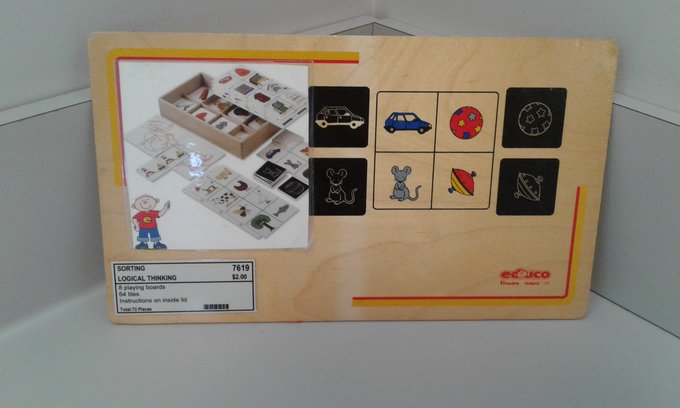 SORTING 7619
LOGICAL THINKING $2.00
8 playing boards
64 tiles
Instructions on inside lid
Total:72 Pieces
educo